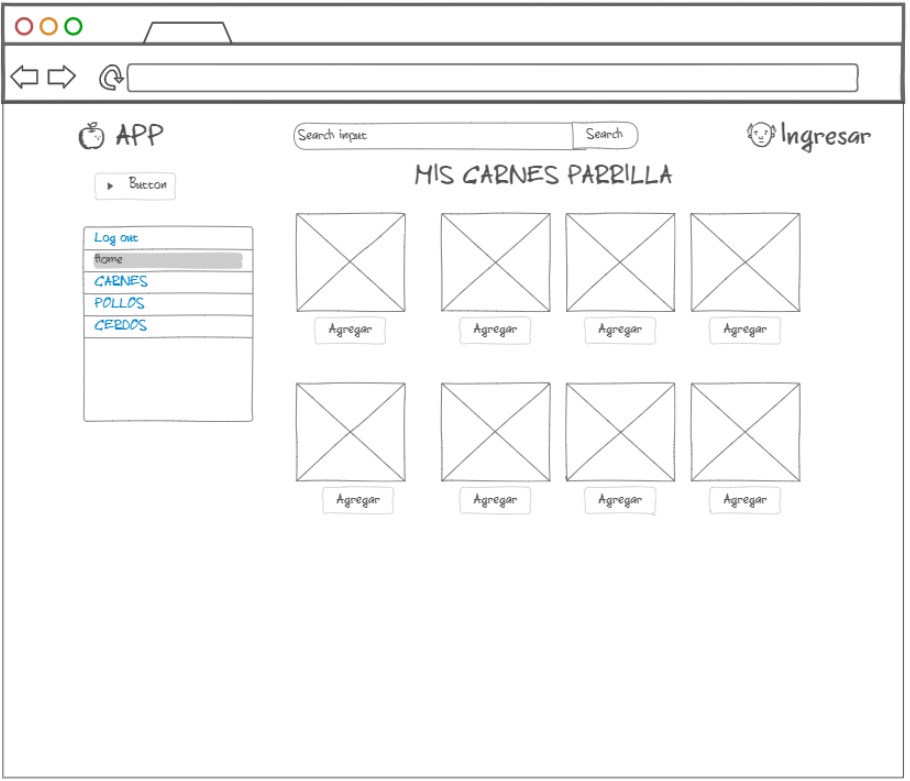 APP
Search input
Search
Ingresar
MIS CARNES PARRILLA
Button
Log out
Home
CARNES
POLLOS
CERDOS
Agregar Agregar Agregar Agregar
Agregar Agregar Agregar Agregar